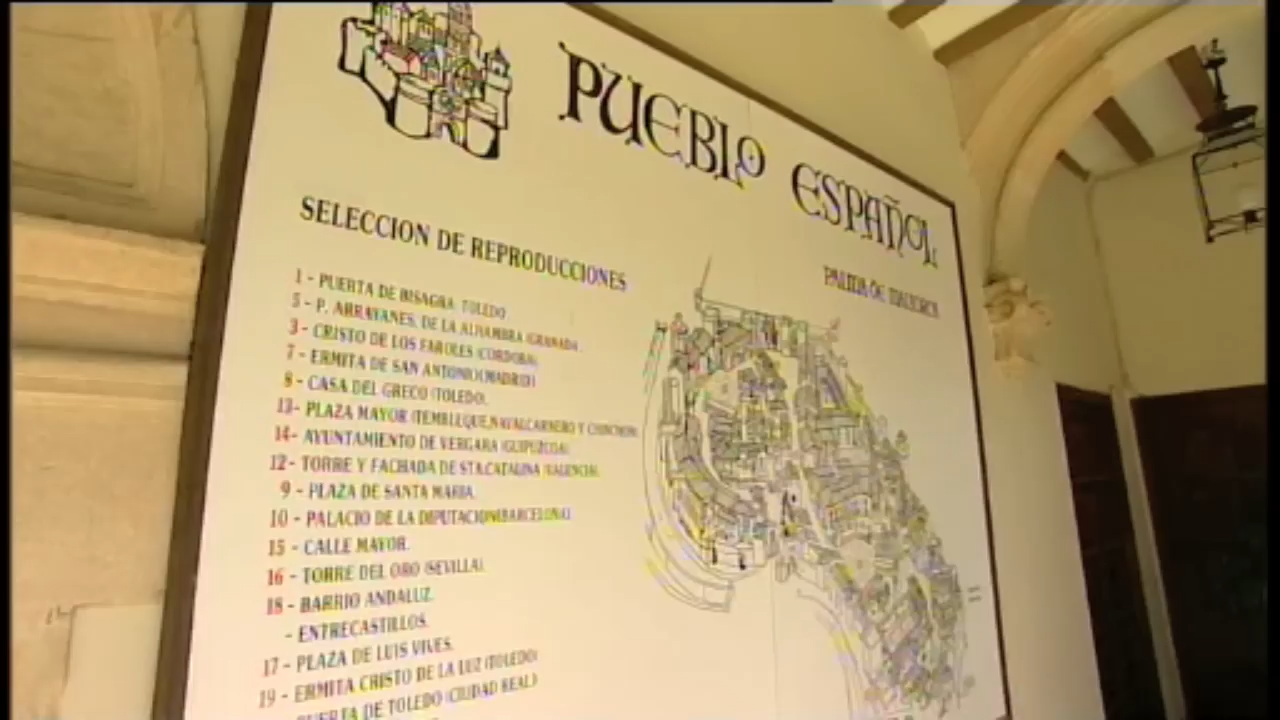 PUEBLO ESPAÑOL
PALMA DE MALLORCA
SELECCION DE REPRODUCCIONES
1 - PUERTA DE BISAGRA. TOLEDO
5 - P. ARRAYANES. DE LA ALHAMBRA (GRANADA
3 - CRISTO DE LOS FAROLES (CORDOBA)
7 - ERMITA DE SAN ANTONIO (MADRID)
8 - CASA DEL GRECO (TOLEDO).
13- PLAZA MAYOR (TEMBLEQUE, NAVALCARNERO Y CHINCHON)
14- AYUNTAMIENTO DE VERGARA (GUIPUZCOA).
12- TORRE Y FACHADA DE STA.CATALINA (VALENCIA).
9 - PLAZA DE SANTA MARIA.
10 - PALACIO DE LA DIPUTACION (BARCELONA).
15 - CALLE MAYOR.
16 - TORRE DEL ORO (SEVILLA).
18 - BARRIO ANDALUZ.
- ENTRECASTILLOS.
17 - PLAZA DE LUIS VIVES.
19 - ERMITA CRISTO DE LA LUZ (TOLEDO)
PUERTA DE TOLEDO (CIUDAD REAL)